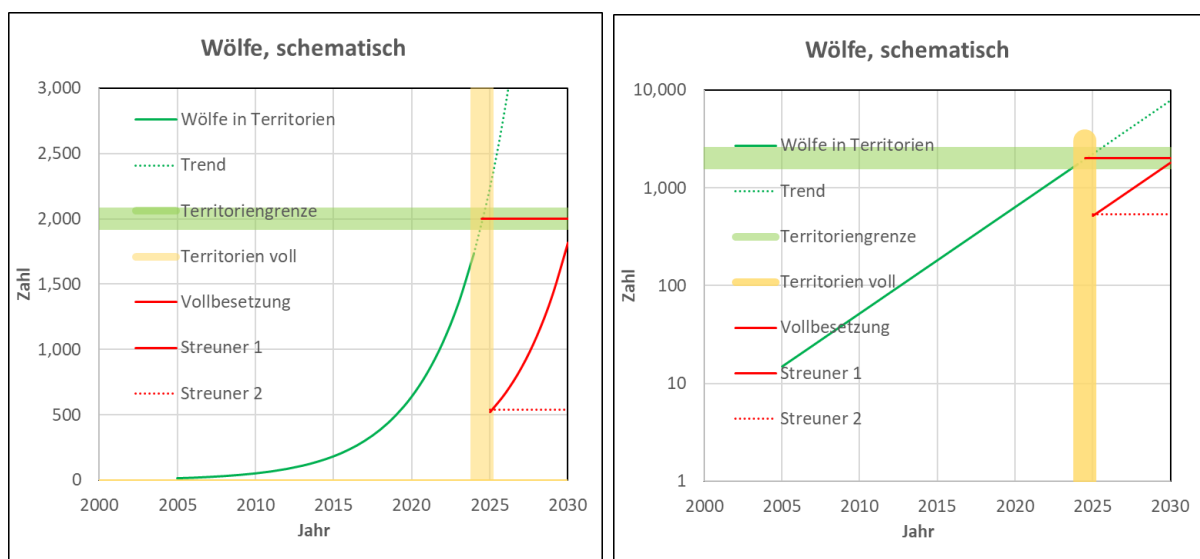 Wölfe, schematisch
3,000
2,500
2,000
1,500
1,000
500
0
Zahl
Wölfe in Territorien
Trend
Territoriengrenze
Territorien voll
Vollbesetzung
Streuner 1
Streuner 2
2000 2005 2010 2015 2020 2025 2030
Jahr
Wölfe, schematisch
10,000
1,000
100
10
1
Zahl
Wölfe in Territorien
Trend
Territoriengrenze
Territorien voll
Vollbesetzung
Streuner 1
Streuner 2
2000 2005 2010 2015 2020 2025 2030
Jahr